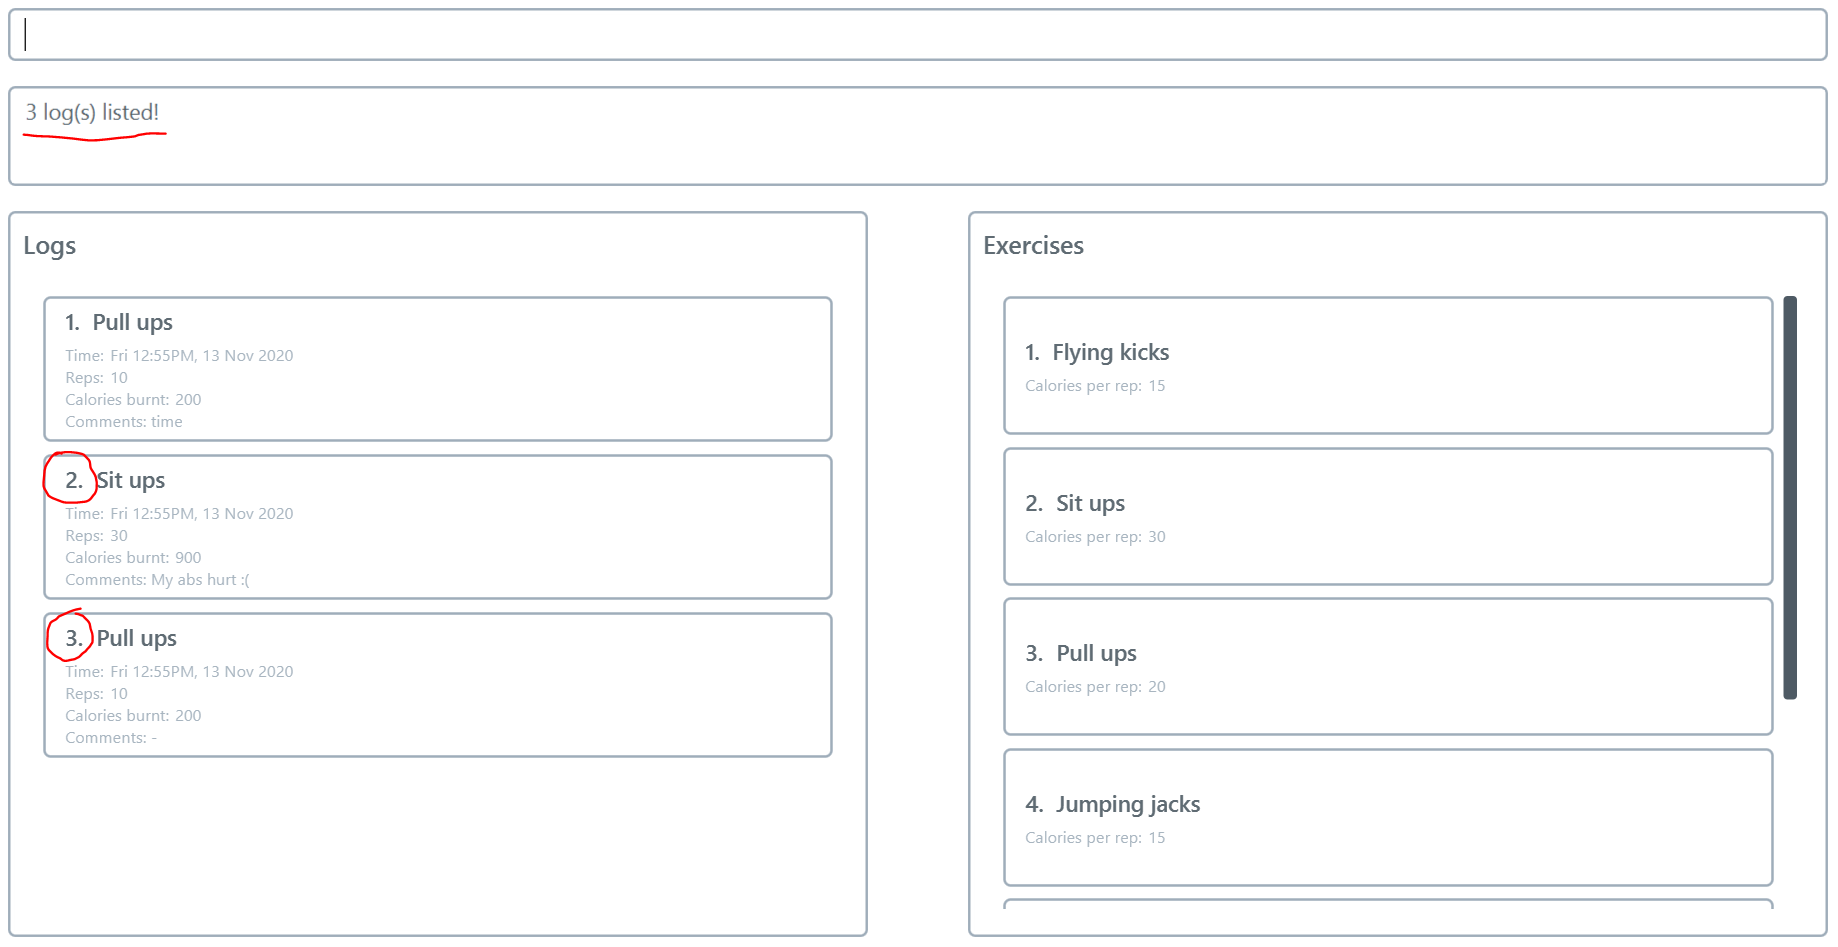 3 log(s) listed!
Logs
1. Pull ups
Time: Fri 12:55PM, 13 Nov 2020
Reps: 10
Calories burnt: 200
Comments: time
2. Sit ups
Time: Fri 12:55PM, 13 Nov 2020
Reps: 30
Calories burnt: 900
Comments: My abs hurt :(
3. Pull ups
Time: Fri 12:55PM, 13 Nov 2020
Reps: 10
Calories burnt: 200
Comments: -
Exercises
1. Flying kicks
Calories per rep: 15
2. Sit ups
Calories per rep: 30
3. Pull ups
Calories per rep: 20
4. Jumping jacks
Calories per rep: 15